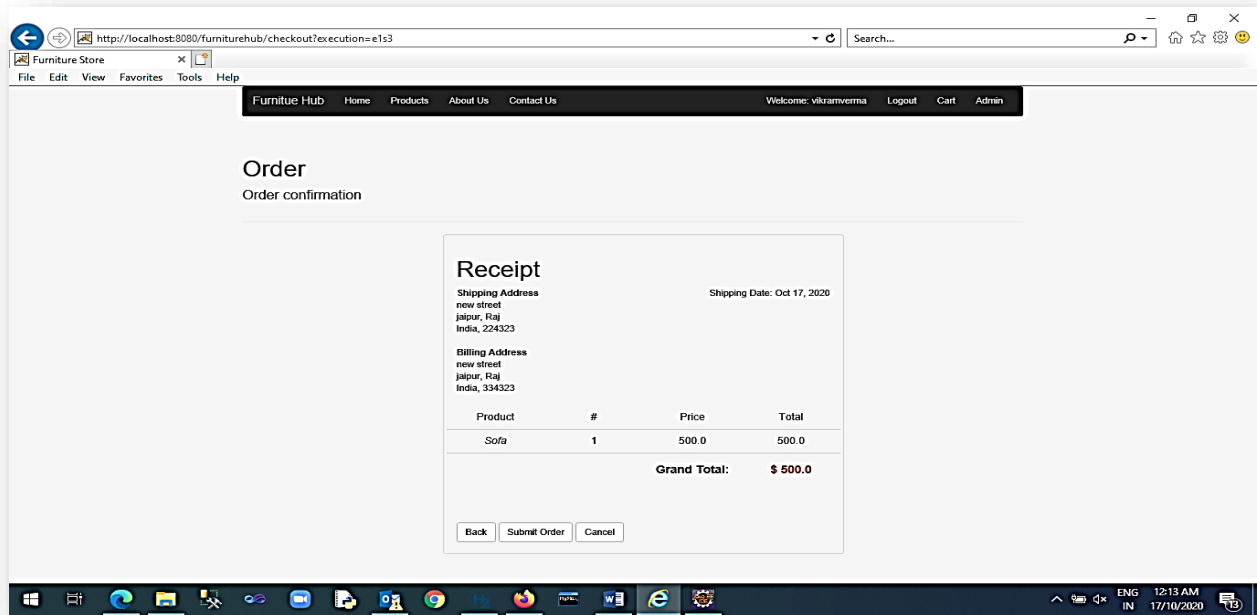 http://localhost:8080/furniturehub/checkout?execution=e1s3
Search...
Furniture Store
File Edit View Favorites Tools Help
Furnitue Hub Home Products About Us Contact Us Welcome: vikramverma Logout Cart Admin
Order
Order confirmation
Receipt
Shipping Address Shipping Date: Oct 17, 2020
new street
jaipur, Raj
India, 224323
Billing Address
new street
jaipur, Raj
India, 334323
Product # Price Total
Sofa 1 500.0 500.0
Grand Total: $ 500.0
Back Submit Order Cancel
ENG 12:13 AM
IN 17/10/2020